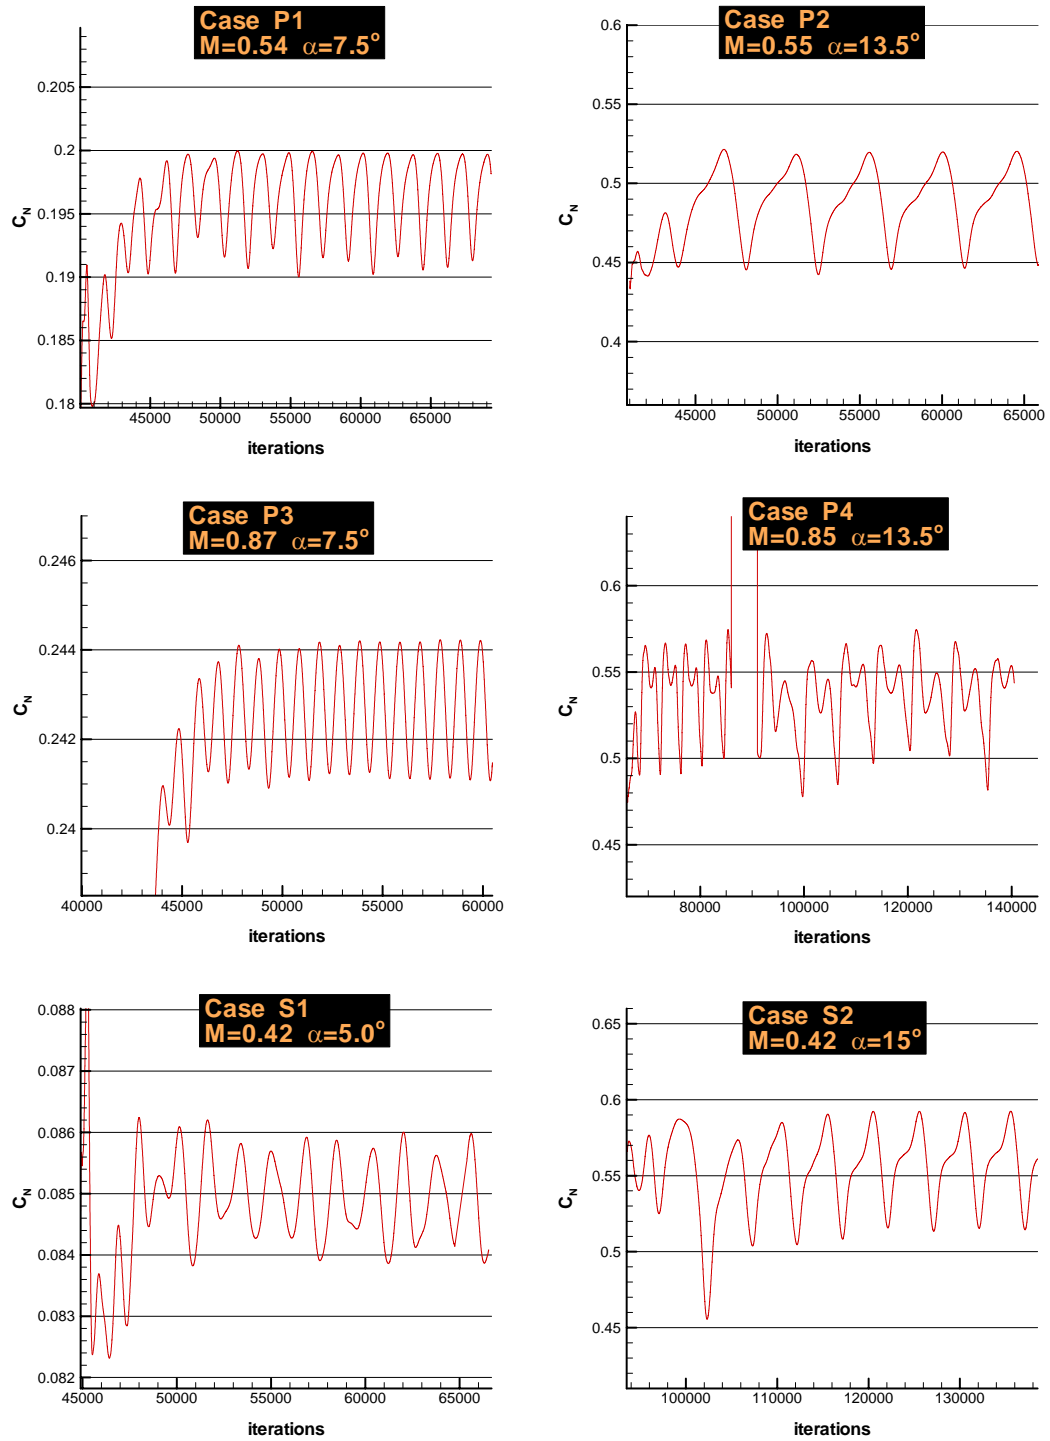 Case P1
M=0.54 α=7.5°
0.205
0.2
0.195
0.19
0.185
0.18
C_N
45000 50000 55000 60000 65000
iterations
Case P2
M=0.55 α=13.5°
0.6
0.55
0.5
0.45
0.4
C_N
45000 50000 55000 60000 65000
iterations
Case P3
M=0.87 α=7.5°
0.246
0.244
0.242
0.24
C_N
40000 45000 50000 55000 60000
iterations
Case P4
M=0.85 α=13.5°
0.6
0.55
0.5
0.45
C_N
80000 100000 120000 140000
iterations
Case S1
M=0.42 α=5.0°
0.088
0.087
0.086
0.085
0.084
0.083
0.082
C_N
45000 50000 55000 60000 65000
iterations
Case S2
M=0.42 α=15°
0.65
0.6
0.55
0.5
0.45
C_N
100000 110000 120000 130000
iterations